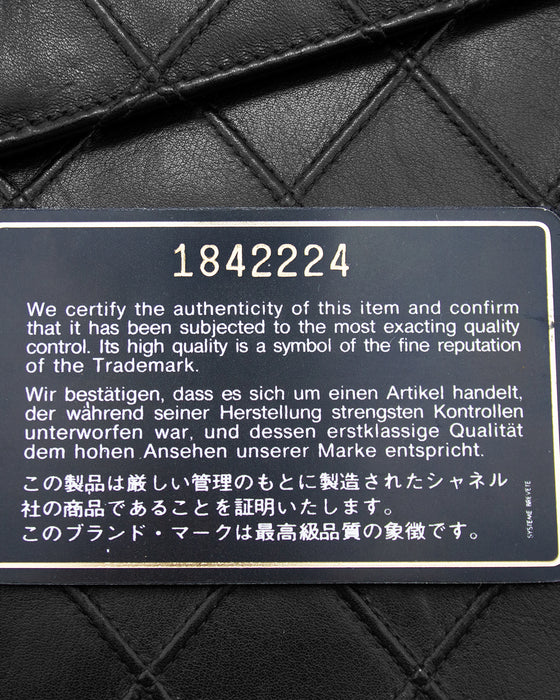 1842224
We certify the authenticity of this item and confirm
that it has been subjected to the most exacting quality
control. Its high quality is a symbol of the fine reputation
of the Trademark.
Wir bestätigen, dass es sich um einen Artikel handelt,
der während seiner Herstellung strengsten Kontrollen
unterworfen war, und dessen erstklassige Qualität
dem hohen Ansehen unserer Marke entspricht.
この製品は厳しい管理のもとに製造されたシャネル
社の商品であることを証明いたします。
このブランド・マークは最高級品質の象徴です。
SYSTEME BREVETE